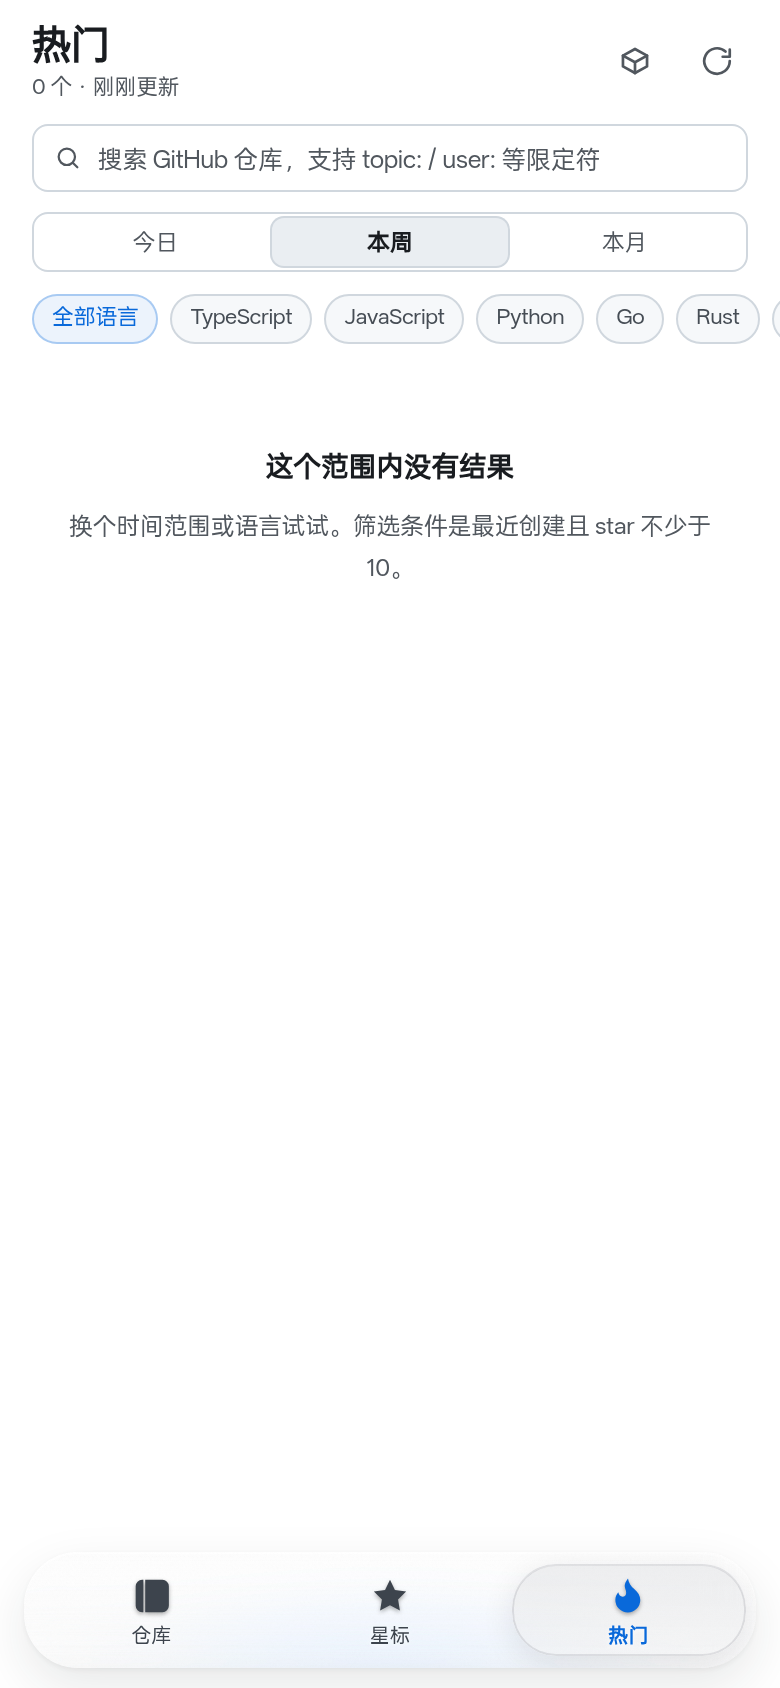 热门
0 个 · 刚刚更新
搜索 GitHub 仓库，支持 topic: / user: 等限定符
今日
本周
本月
全部语言
TypeScript
JavaScript
Python
Go
Rust
这个范围内没有结果
换个时间范围或语言试试。筛选条件是最近创建且 star 不少于
10。
仓库
星标
热门